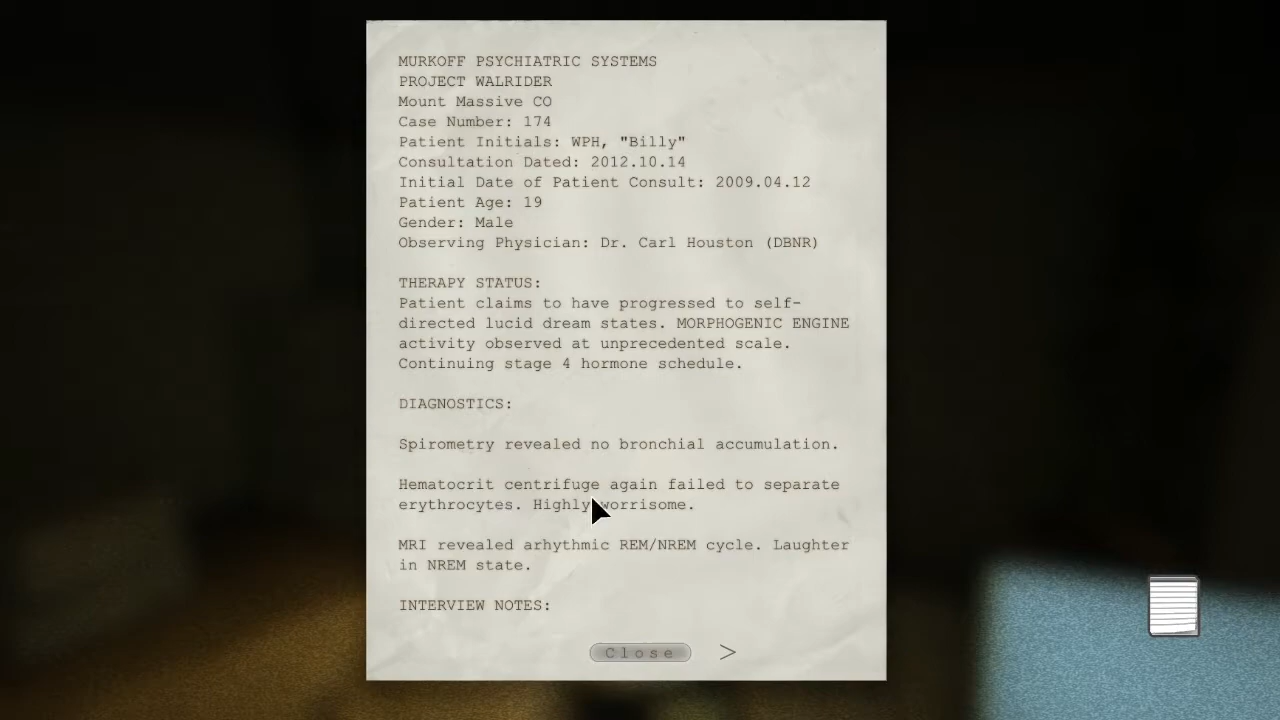 MURKOFF PSYCHIATRIC SYSTEMS
PROJECT WALRIDER
Mount Massive CO
Case Number: 174
Patient Initials: WPH, "Billy"
Consultation Dated: 2012.10.14
Initial Date of Patient Consult: 2009.04.12
Patient Age: 19
Gender: Male
Observing Physician: Dr. Carl Houston (DBNR)
THERAPY STATUS:
Patient claims to have progressed to self-
directed lucid dream states. MORPHOGENIC ENGINE
activity observed at unprecedented scale.
Continuing stage 4 hormone schedule.
DIAGNOSTICS:
Spirometry revealed no bronchial accumulation.
Hematocrit centrifuge again failed to separate
erythrocytes. Highly worrisome.
MRI revealed arhythmic REM/NREM cycle. Laughter
in NREM state.
INTERVIEW NOTES:
Close >